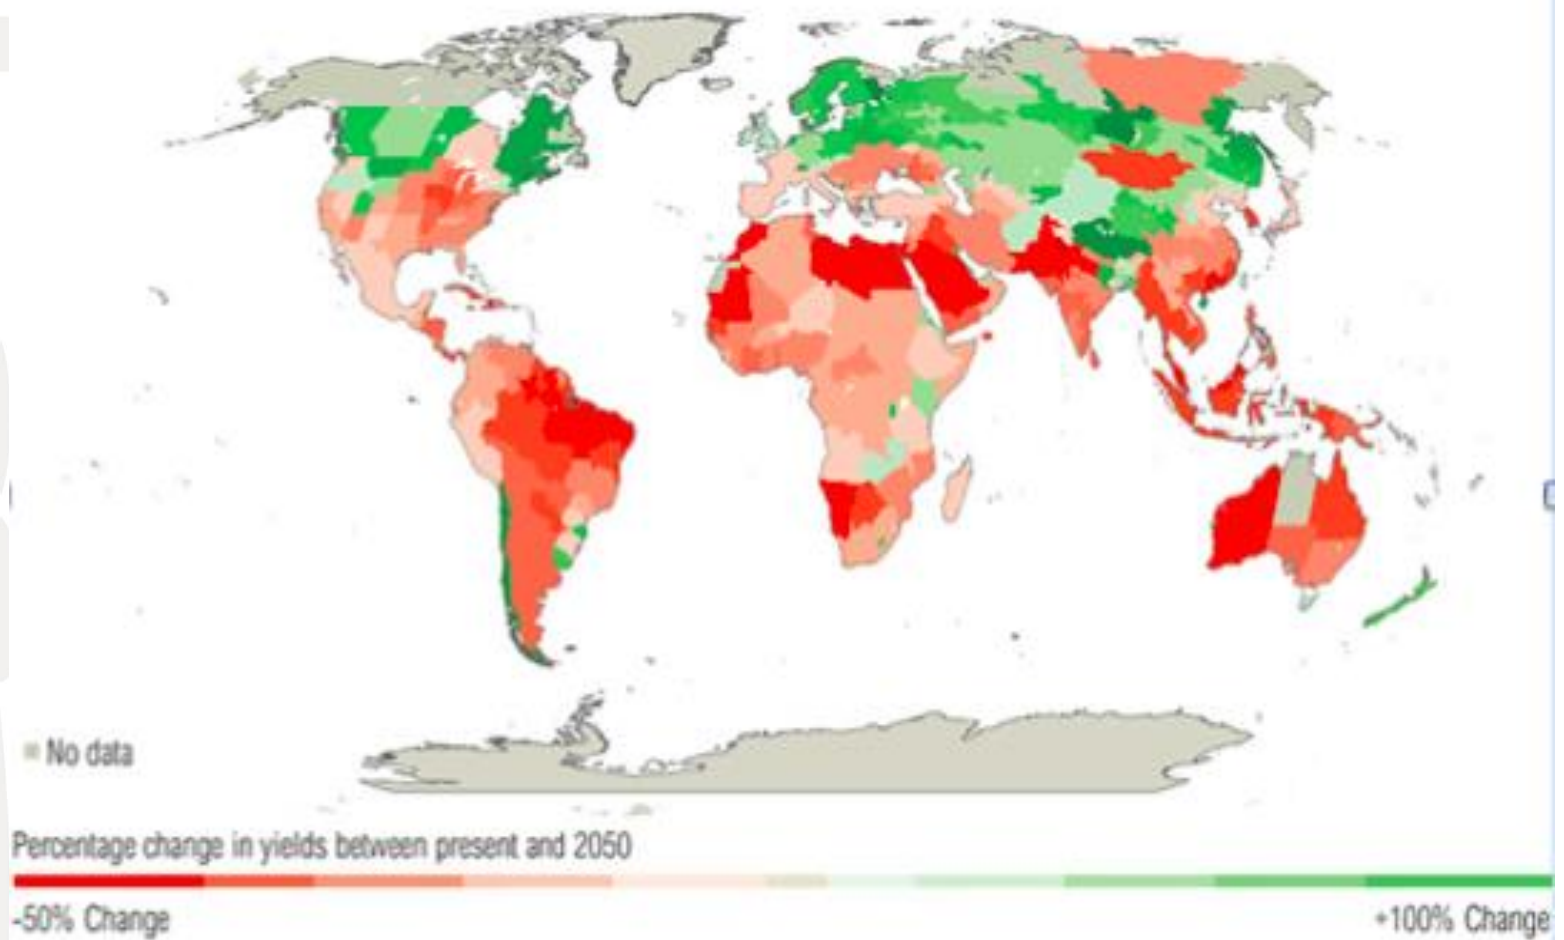 No data
Percentage change in yields between present and 2050
-50% Change
+100% Change